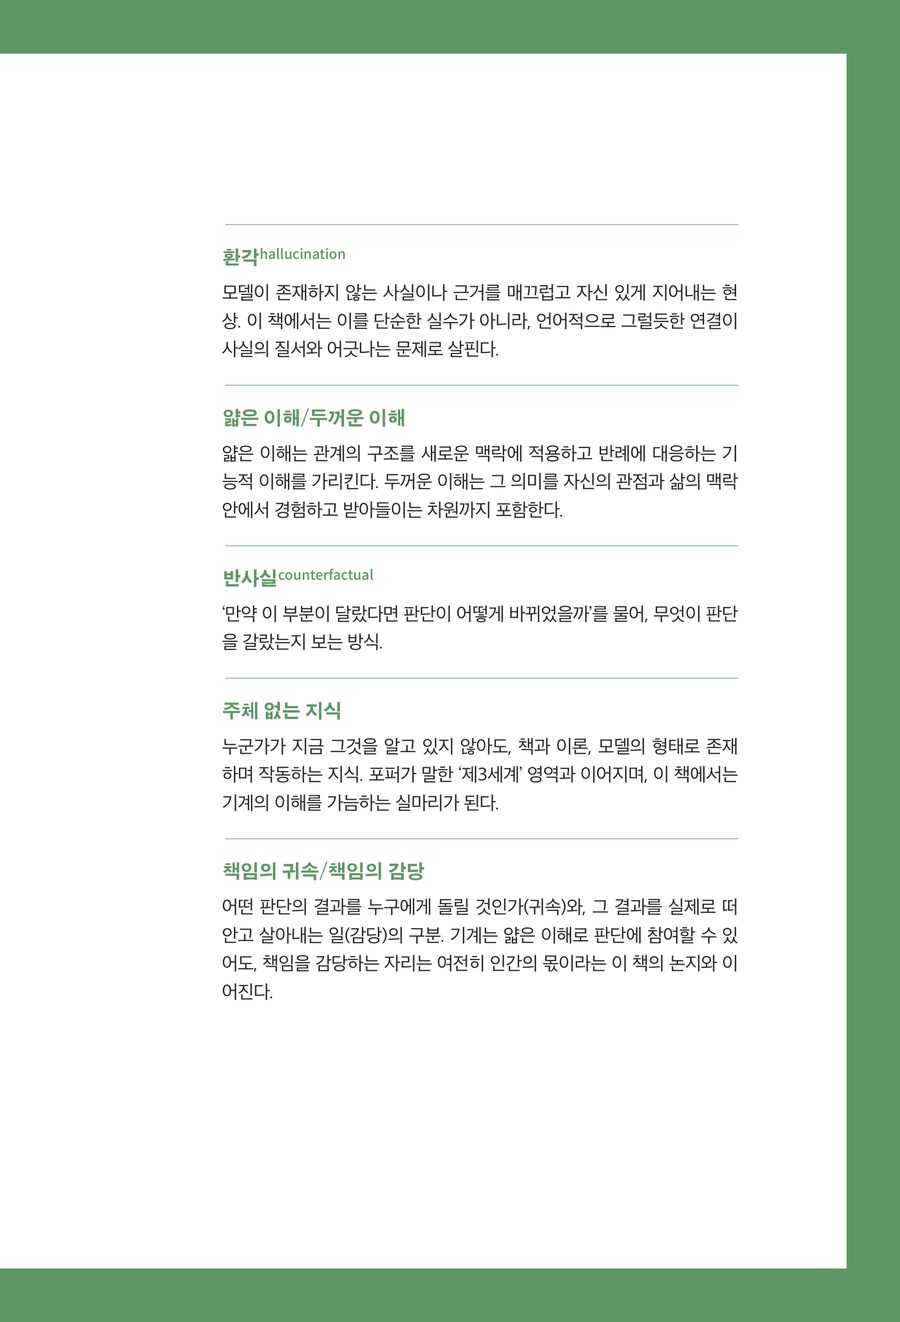 환각hallucination
모델이 존재하지 않는 사실이나 근거를 매끄럽고 자신 있게 지어내는 현
상. 이 책에서는 이를 단순한 실수가 아니라, 언어적으로 그럴듯한 연결이
사실의 질서와 어긋나는 문제로 살핀다.
얇은 이해/두꺼운 이해
얇은 이해는 관계의 구조를 새로운 맥락에 적용하고 반례에 대응하는 기
능적 이해를 가리킨다. 두꺼운 이해는 그 의미를 자신의 관점과 삶의 맥락
안에서 경험하고 받아들이는 차원까지 포함한다.
반사실counterfactual
‘만약 이 부분이 달랐다면 판단이 어떻게 바뀌었을까’를 물어, 무엇이 판단
을 갈랐는지 보는 방식.
주체 없는 지식
누군가가 지금 그것을 알고 있지 않아도, 책과 이론, 모델의 형태로 존재
하며 작동하는 지식. 포퍼가 말한 ‘제3세계’ 영역과 이어지며, 이 책에서는
기계의 이해를 가늠하는 실마리가 된다.
책임의 귀속/책임의 감당
어떤 판단의 결과를 누구에게 돌릴 것인가(귀속)와, 그 결과를 실제로 떠
안고 살아내는 일(감당)의 구분. 기계는 얇은 이해로 판단에 참여할 수 있
어도, 책임을 감당하는 자리는 여전히 인간의 몫이라는 이 책의 논지와 이
어진다.